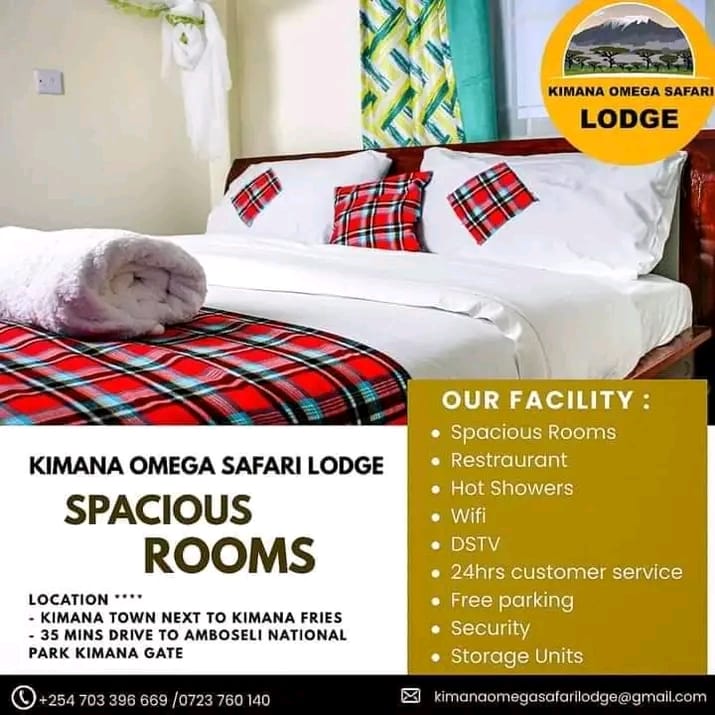 KIMANA OMEGA SAFARI
LODGE
OUR FACILITY :
• Spacious Rooms
• Restraurant
• Hot Showers
• Wifi
• DSTV
• 24hrs customer service
• Free parking
• Security
• Storage Units
KIMANA OMEGA SAFARI LODGE
SPACIOUS
ROOMS
LOCATION ****
- KIMANA TOWN NEXT TO KIMANA FRIES
- 35 MINS DRIVE TO AMBOSELI NATIONAL
PARK KIMANA GATE
+254 703 396 669 /0723 760 140
kimanaomegasafarilodge@gmail.com